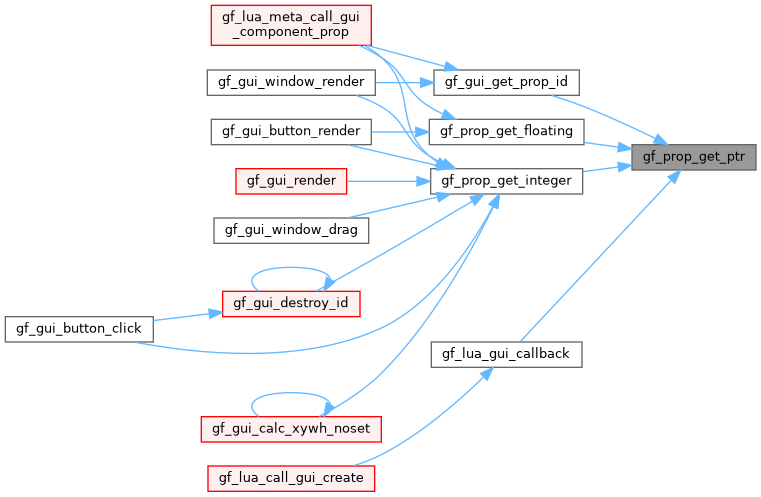 gf_lua_meta_call_gui
_component_prop
gf_gui_window_render
gf_gui_get_prop_id
gf_gui_button_render
gf_prop_get_floating
gf_prop_get_ptr
gf_gui_render
gf_prop_get_integer
gf_gui_window_drag
gf_gui_destroy_id
gf_gui_button_click
gf_lua_gui_callback
gf_gui_calc_xywh_noset
gf_lua_call_gui_create